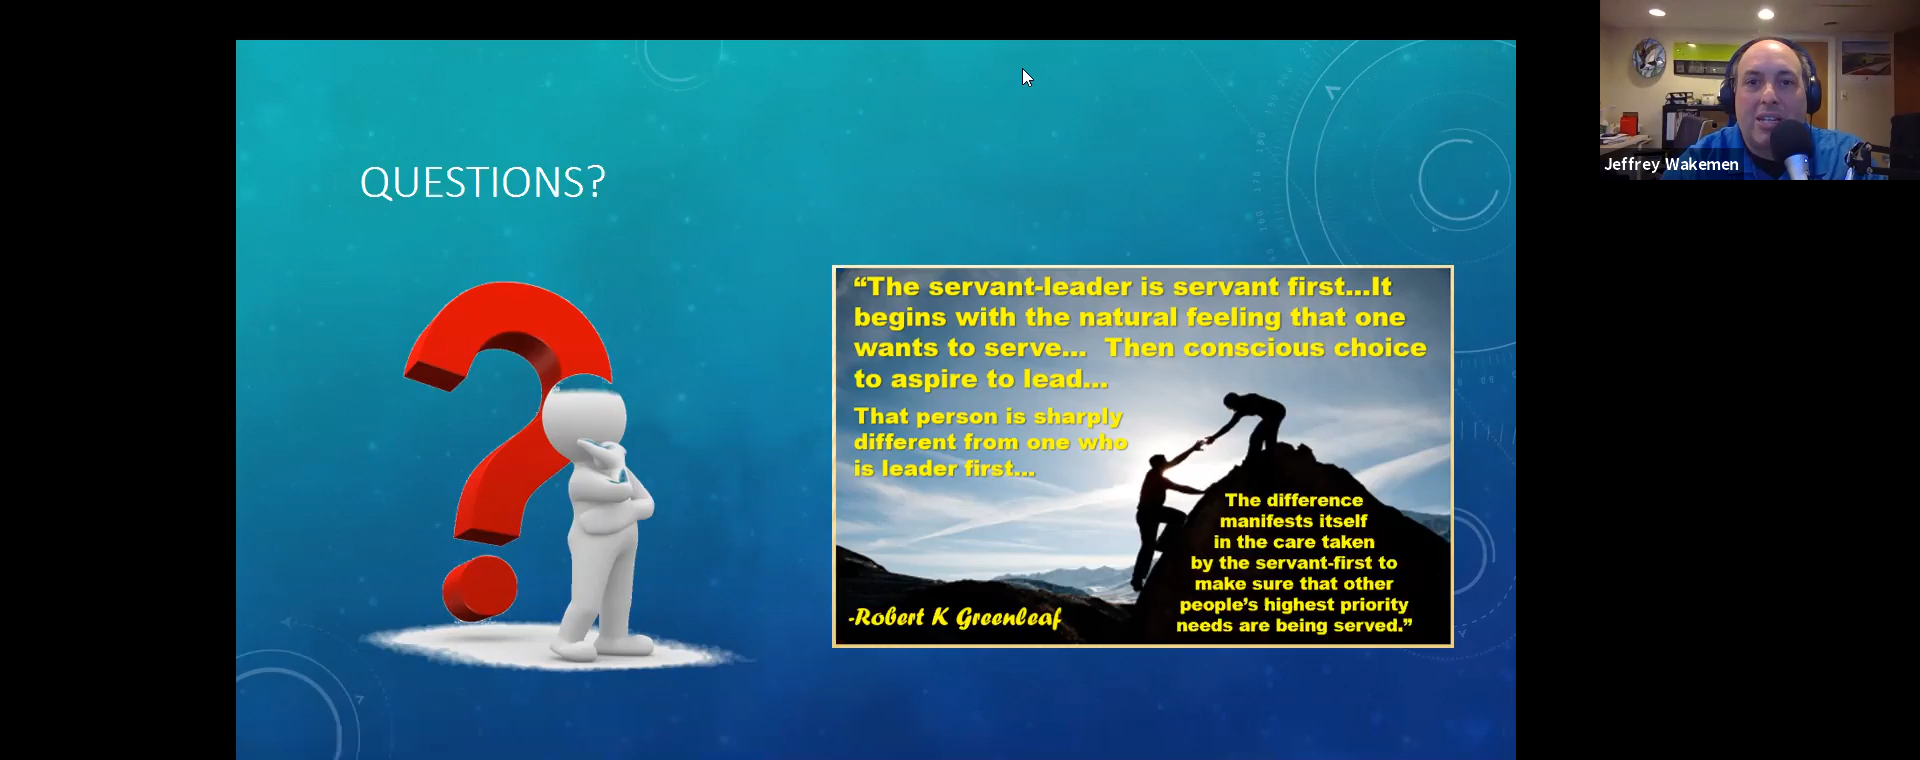 QUESTIONS?
“The servant-leader is servant first...It
begins with the natural feeling that one
wants to serve... Then conscious choice
to aspire to lead...
That person is sharply
different from one who
is leader first...
The difference
manifests itself
in the care taken
by the servant-first to
make sure that other
people’s highest priority
needs are being served.”
-Robert K Greenleaf
Jeffrey Wakemen